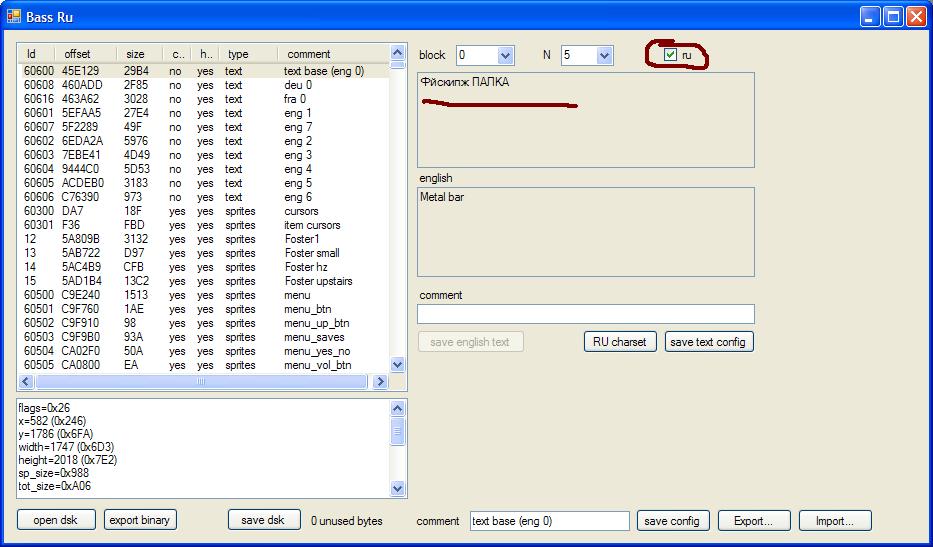 Bass Ru
Id offset size c.. h.. type comment
60600 45E129 29B4 no yes text text base (eng 0)
60608 460ADD 2F85 no yes text deu 0
60616 463A62 3028 no yes text fra 0
60601 5EFAA5 27E4 no yes text eng 1
60607 5F2289 49F no yes text eng 7
60602 6EDA2A 5976 no yes text eng 2
60603 7EBE41 4D49 no yes text eng 3
60604 9444C0 5D53 no yes text eng 4
60605 ACDEB0 3183 no yes text eng 5
60606 C76390 973 no yes text eng 6
60300 DA7 18F yes yes sprites cursors
60301 F36 FBD yes yes sprites item cursors
12 5A809B 3132 yes yes sprites Foster1
13 5AB722 D97 yes yes sprites Foster small
14 5AC4B9 CFB yes yes sprites Foster hz
15 5AD1B4 13C2 yes yes sprites Foster upstairs
60500 C9E240 1513 yes yes sprites menu
60501 C9F760 1AE yes yes sprites menu_btn
60502 C9F910 98 yes yes sprites menu_up_btn
60503 C9F9B0 93A yes yes sprites menu_saves
60504 CA02F0 50A yes yes sprites menu_yes_no
60505 CA0800 EA yes yes sprites menu_vol_btn
flags=0x26
x=582 (0x246)
y=1786 (0x6FA)
width=1747 (0x6D3)
height=2018 (0x7E2)
sp_size=0x988
tot_size=0xA06
block 0 N 5 ru
Фйскипж ПАПКА
english
Metal bar
comment
save english text RU charset save text config
open dsk export binary save dsk 0 unused bytes comment text base (eng 0) save config Export... Import...